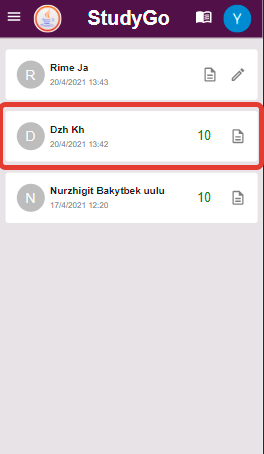 StudyGo
Y
R
Rime Ja
20/4/2021 13:43
D
Dzh Kh
20/4/2021 13:42
10
N
Nurzhigit Bakytbek uulu
17/4/2021 12:20
10